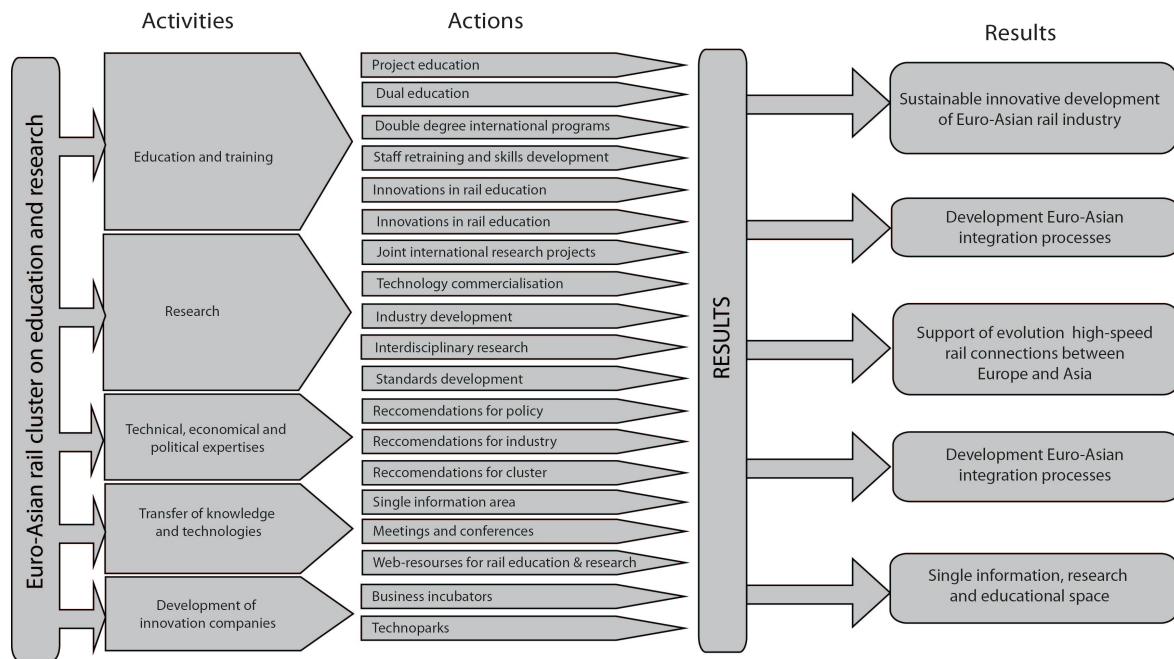 Activities
Actions
Results
Euro-Asian rail cluster on education and research
Education and training
Research
Technical, economical and
political expertises
Transfer of knowledge
and technologies
Development of
innovation companies
Project education
Dual education
Double degree international programs
Staff retraining and skills development
Innovations in rail education
Innovations in rail education
Joint international research projects
Technology commercialisation
Industry development
Interdisciplinary research
Standards development
Reccomendations for policy
Reccomendations for industry
Reccomendations for cluster
Single information area
Meetings and conferences
Web-resourses for rail education & research
Business incubators
Technoparks
RESULTS
Sustainable innovative development
of Euro-Asian rail industry
Development Euro-Asian
integration processes
Support of evolution high-speed
rail connections between
Europe and Asia
Development Euro-Asian
integration processes
Single information, research
and educational space